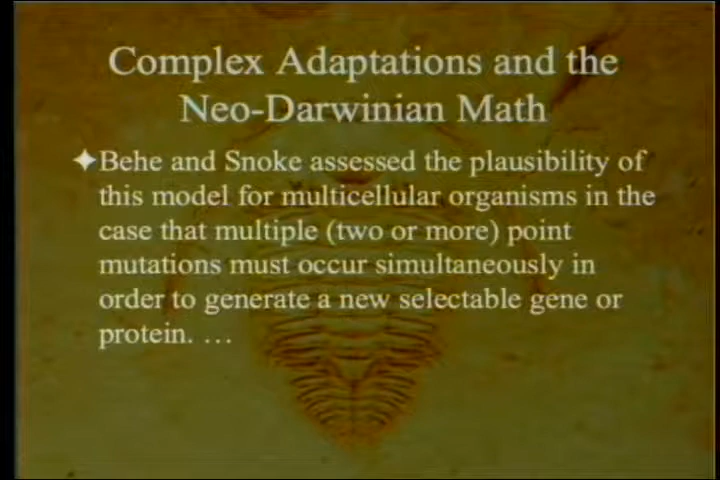 Complex Adaptations and the
Neo-Darwinian Math
✦Behe and Snoke assessed the plausibility of
this model for multicellular organisms in the
case that multiple (two or more) point
mutations must occur simultaneously in
order to generate a new selectable gene or
protein. …